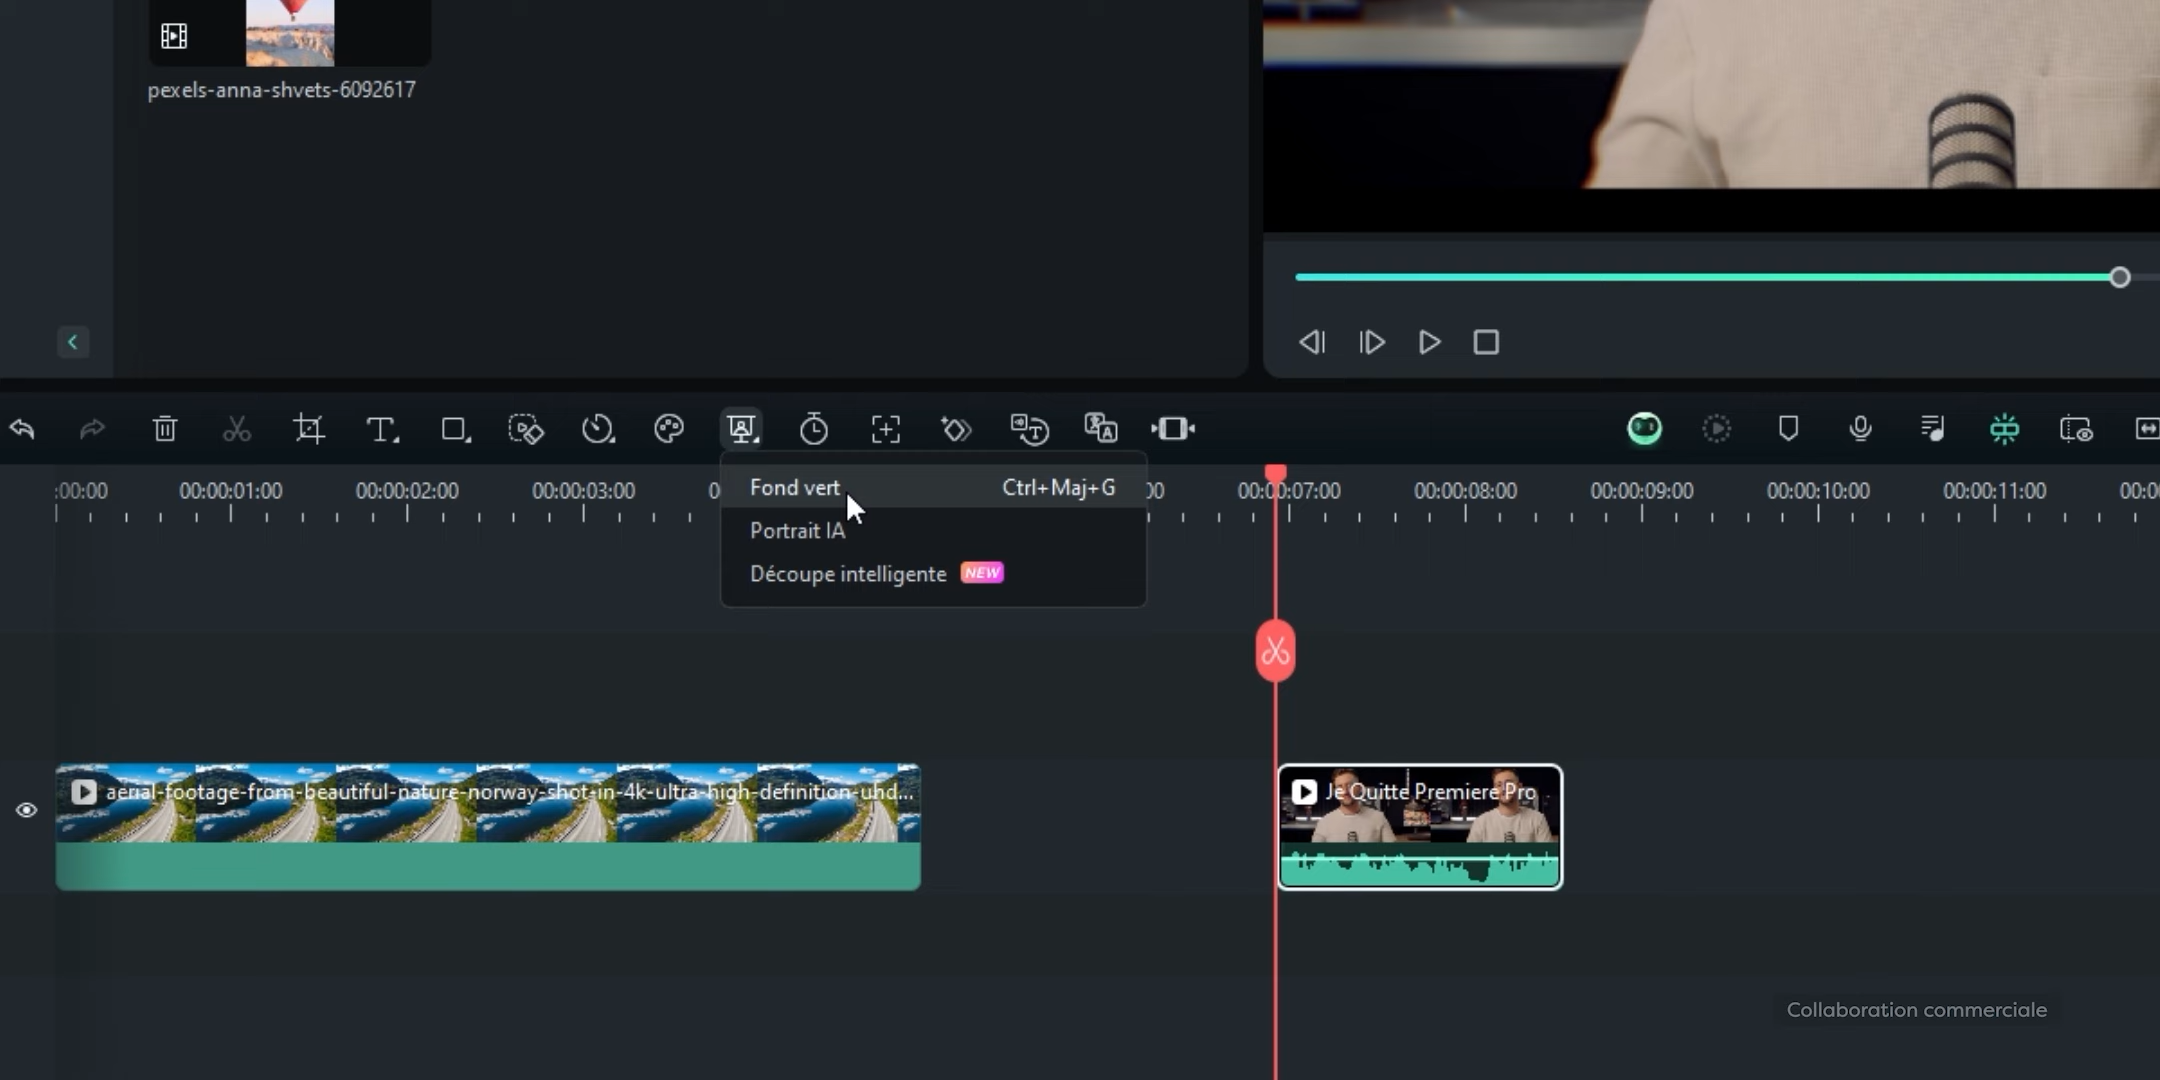 pexels-anna-shvets-6092617
:00:00
00:00:01:00
00:00:02:00
00:00:03:00
0
00
00:00:07:00
00:00:08:00
00:00:09:00
00:00:10:00
00:00:11:00
00:0
Fond vert
Ctrl+Maj+G
Portrait IA
Découpe intelligente NEW
aerial-footage-from-beautiful-nature-norway-shot-in-4k-ultra-high-definition-uhd...
Je Quitte Premiere Pro
Collaboration commerciale